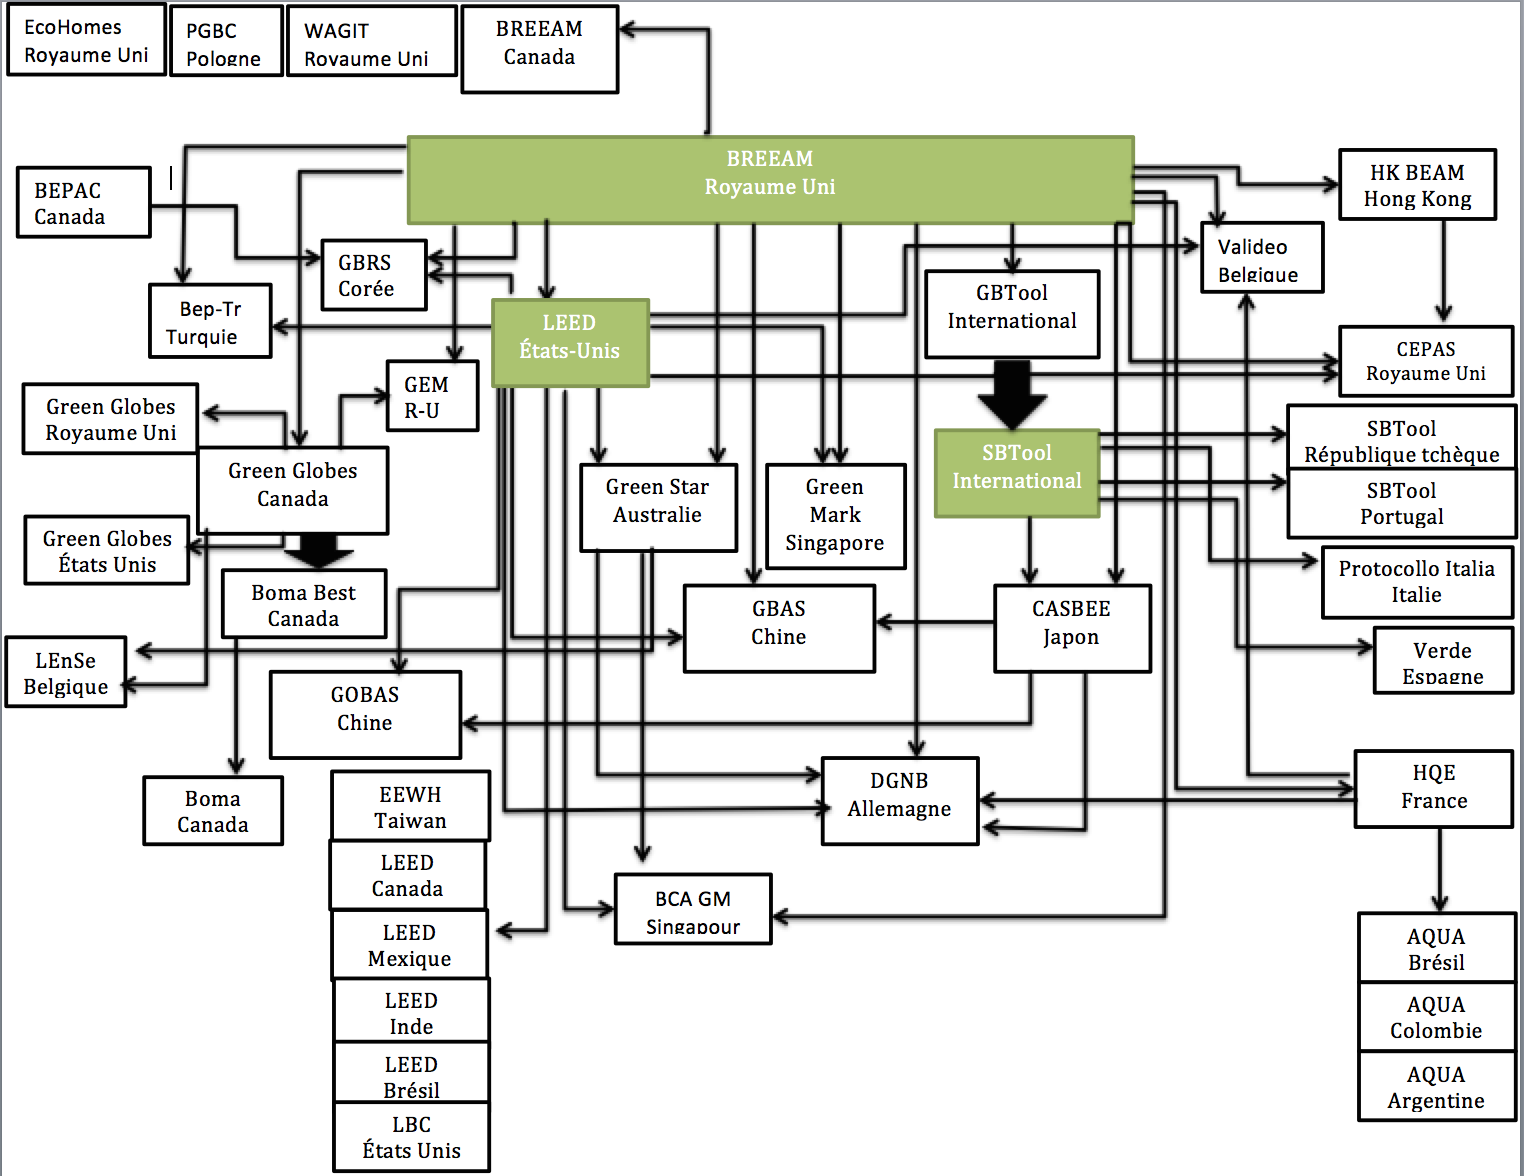 EcoHomes
Royaume Uni
PGBC
Pologne
WAGIT
Royaume Uni
BREEAM
Canada
BREEAM
Royaume Uni
BEPAC
Canada
HK BEAM
Hong Kong
GBRS
Corée
Valideo
Belgique
Bep-Tr
Turquie
LEED
États-Unis
GBTool
International
CEPAS
Royaume Uni
GEM
R-U
Green Globes
Royaume Uni
SBTool
République tchèque
Green Globes
Canada
Green Star
Australie
Green
Mark
Singapore
SBTool
International
SBTool
Portugal
Green Globes
États Unis
Protocollo Italia
Italie
Boma Best
Canada
GBAS
Chine
CASBEE
Japon
LEnSe
Belgique
Verde
Espagne
GOBAS
Chine
Boma
Canada
EEWH
Taiwan
DGNB
Allemagne
HQE
France
LEED
Canada
BCA GM
Singapour
LEED
Mexique
AQUA
Brésil
LEED
Inde
AQUA
Colombie
LEED
Brésil
AQUA
Argentine
LBC
États Unis